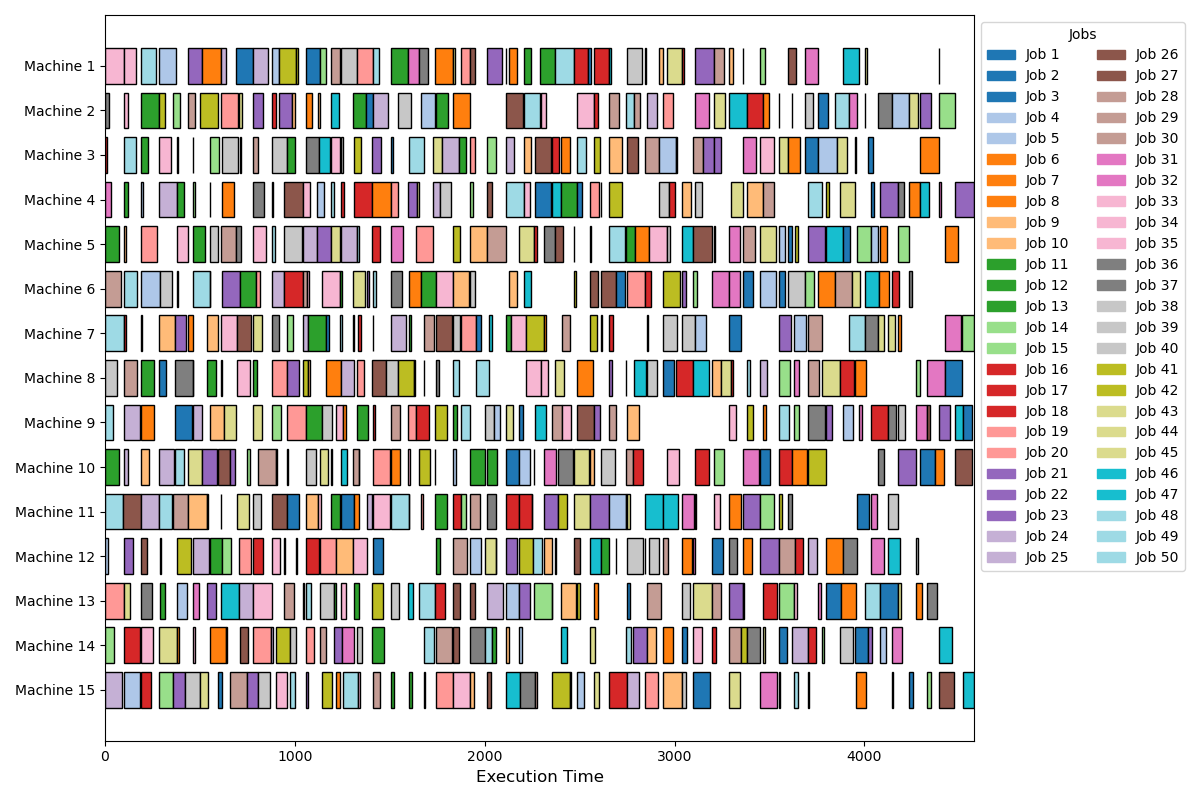 Machine 1
Machine 2
Machine 3
Machine 4
Machine 5
Machine 6
Machine 7
Machine 8
Machine 9
Machine 10
Machine 11
Machine 12
Machine 13
Machine 14
Machine 15
0 1000 2000 3000 4000
Execution Time
Jobs
Job 1 Job 26
Job 2 Job 27
Job 3 Job 28
Job 4 Job 29
Job 5 Job 30
Job 6 Job 31
Job 7 Job 32
Job 8 Job 33
Job 9 Job 34
Job 10 Job 35
Job 11 Job 36
Job 12 Job 37
Job 13 Job 38
Job 14 Job 39
Job 15 Job 40
Job 16 Job 41
Job 17 Job 42
Job 18 Job 43
Job 19 Job 44
Job 20 Job 45
Job 21 Job 46
Job 22 Job 47
Job 23 Job 48
Job 24 Job 49
Job 25 Job 50